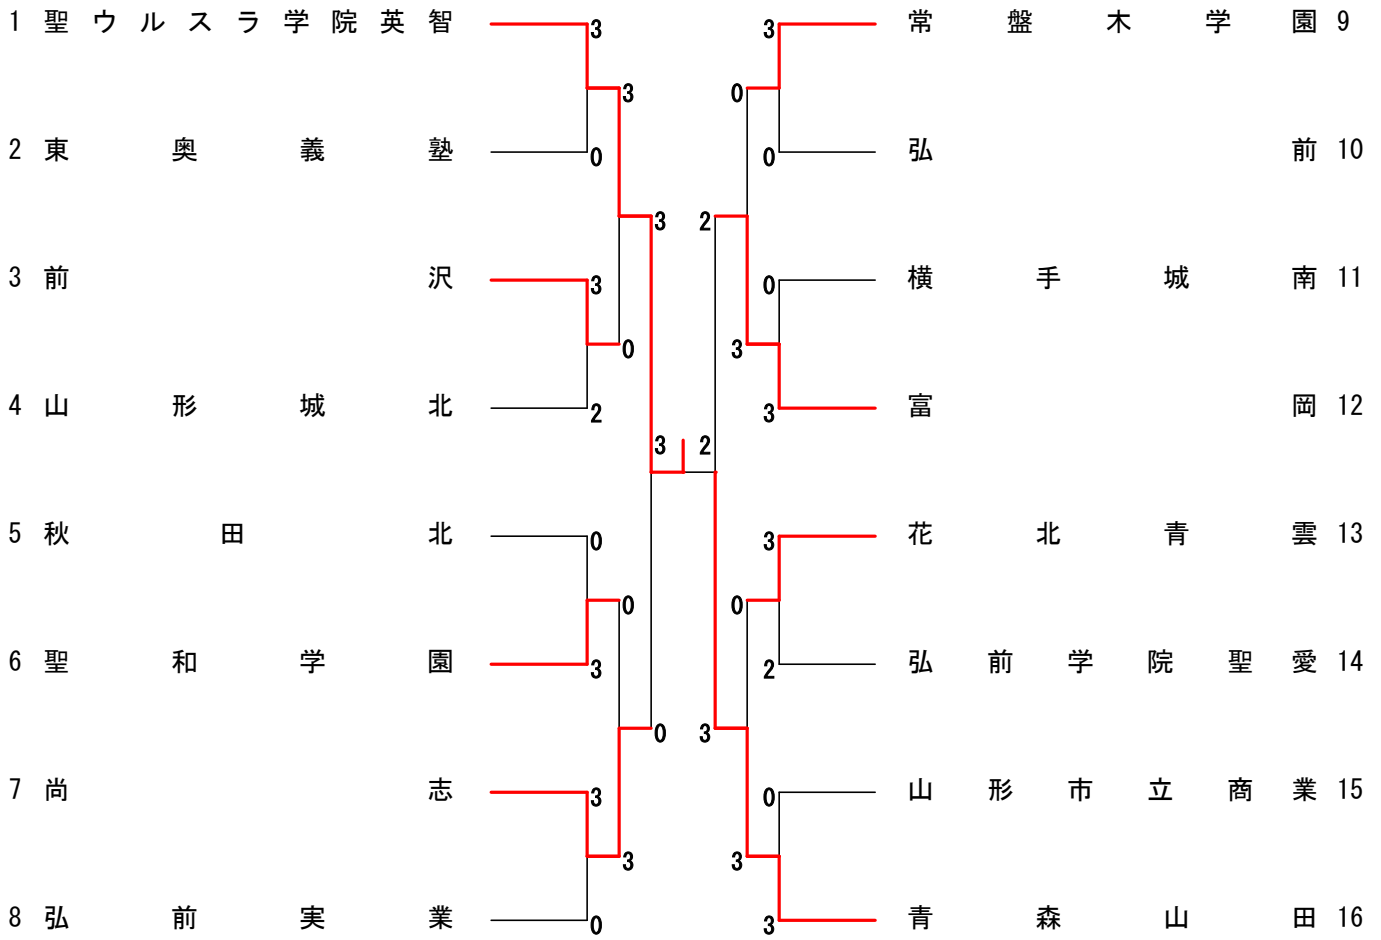 1 聖ウルスラ学院英智 3 3 常盤木学園 9
3 0
2 東奥義塾 0 0 弘前 10
3 2
3 前沢 3 0 横手城南 11
0 3
4 山形城北 2 3 富岡 12
3 2
5 秋田北 0 3 花北青雲 13
0 0
6 聖和学園 3 2 弘前学院聖愛 14
0 3
7 尚志 3 0 山形市立商業 15
3 3
8 弘前実業 0 3 青森山田 16